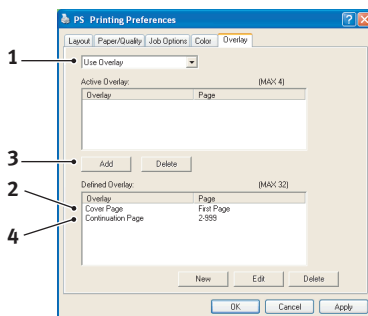 PS Printing Preferences
Layout Paper/Quality Job Options Color Overlay
1 Use Overlay
Active Overlay: (MAX 4)
Overlay Page
3 Add Delete
Defined Overlay: (MAX 32)
Overlay Page
2 Cover Page First Page
4 Continuation Page 2-999
New Edit Delete
OK Cancel Apply